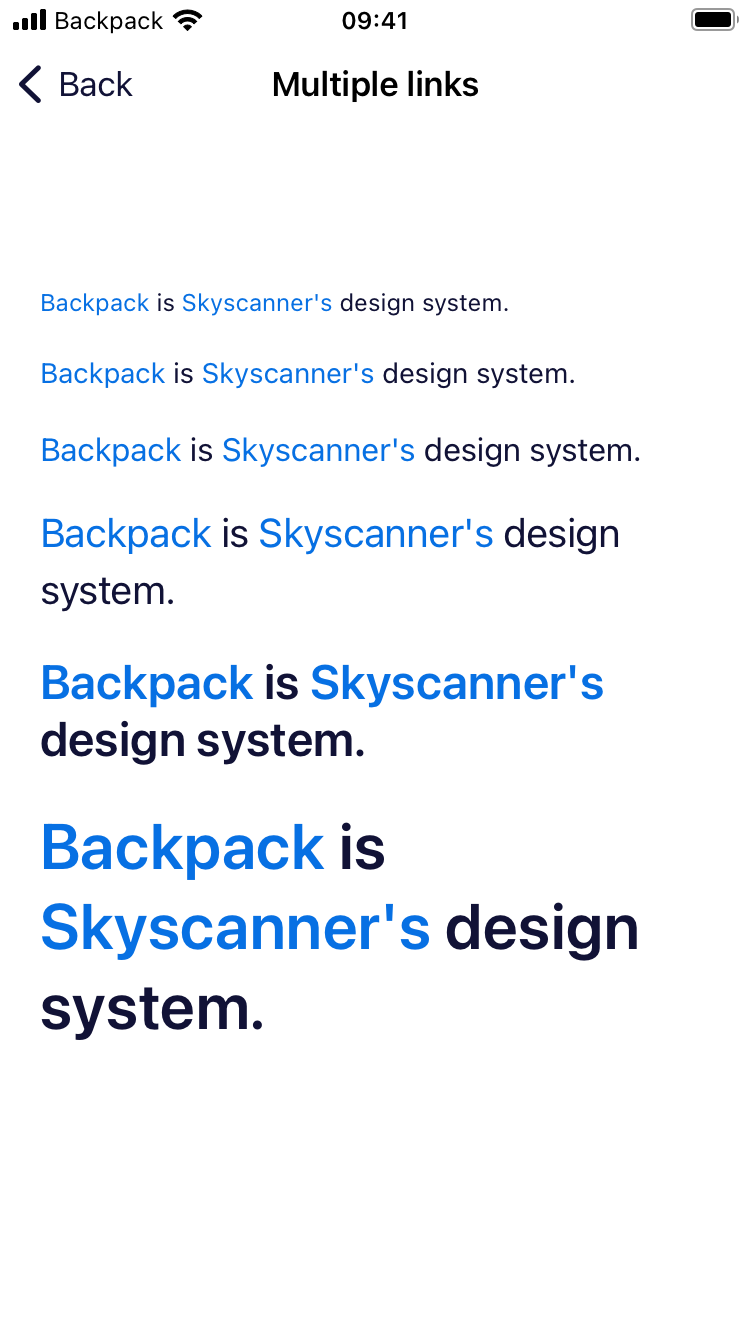 Backpack 09:41
Back Multiple links
Backpack is Skyscanner's design system.
Backpack is Skyscanner's design system.
Backpack is Skyscanner's design system.
Backpack is Skyscanner's design
system.
Backpack is Skyscanner's
design system.
Backpack is
Skyscanner's design
system.